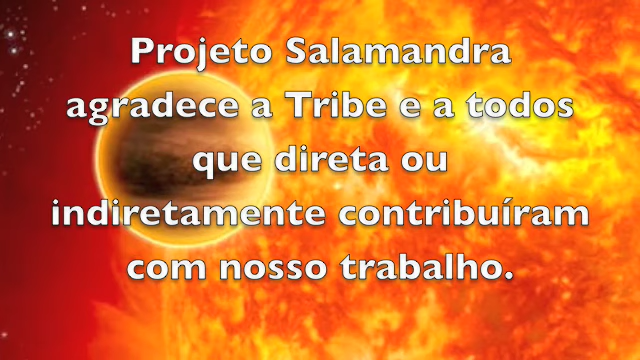 Projeto Salamandra
agradece a Tribe e a todos
que direta ou
indiretamente contribuíram
com nosso trabalho.